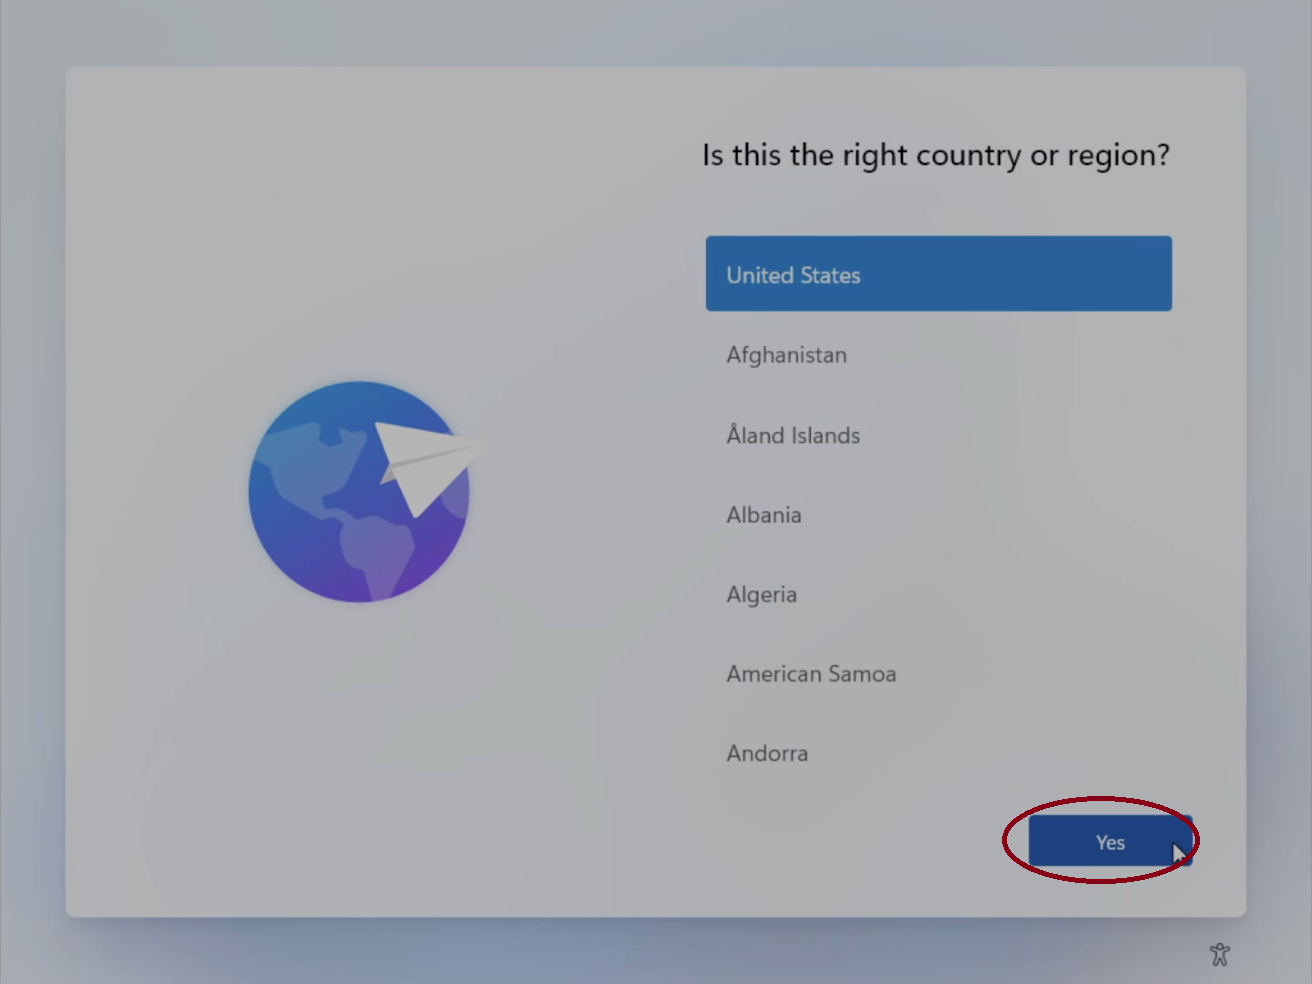 Is this the right country or region?
United States
Afghanistan
Åland Islands
Albania
Algeria
American Samoa
Andorra
Yes